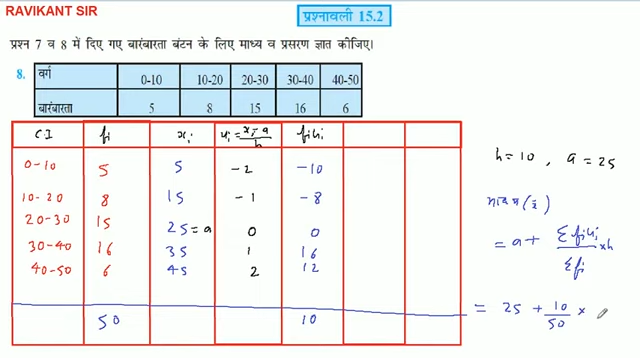 RAVIKANT SIR
प्रश्नावली 15.2
प्रश्न 7 व 8 में दिए गए बारंबारता बंटन के लिए माध्य व प्रसरण ज्ञात कीजिए।
8. वर्ग 0-10 10-20 20-30 30-40 40-50
बारंबारता 5 8 15 16 6
C.I fi xi ui = xi - a / h fiui
0-10 5 5 -2 -10
10-20 8 15 -1 -8
20-30 15 25 = a 0 0
30-40 16 35 1 16
40-50 6 45 2 12
50 10
h = 10 , a = 25
माध्य (x̄)
= a + Σfiui / Σfi × h
= 25 + 10/50 ×